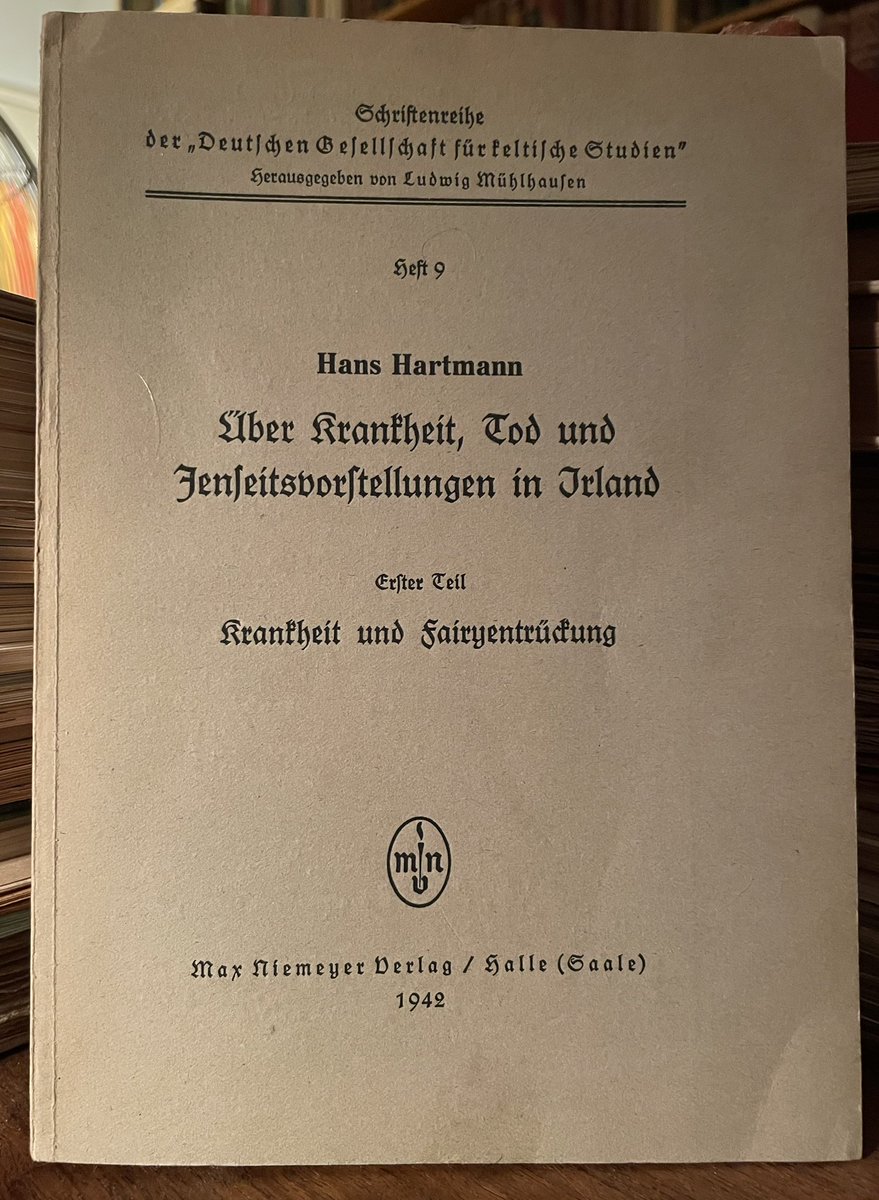 Schriftenreihe
der „Deutschen Gesellschaft für keltische Studien"
Herausgegeben von Ludwig Mühlhausen
Heft 9
Hans Hartmann
Über Krankheit, Tod und
Jenseitsvorstellungen in Irland
Erster Teil
Krankheit und Fairyentrückung
m n
v
Max Niemeyer Verlag / Halle (Saale)
1942